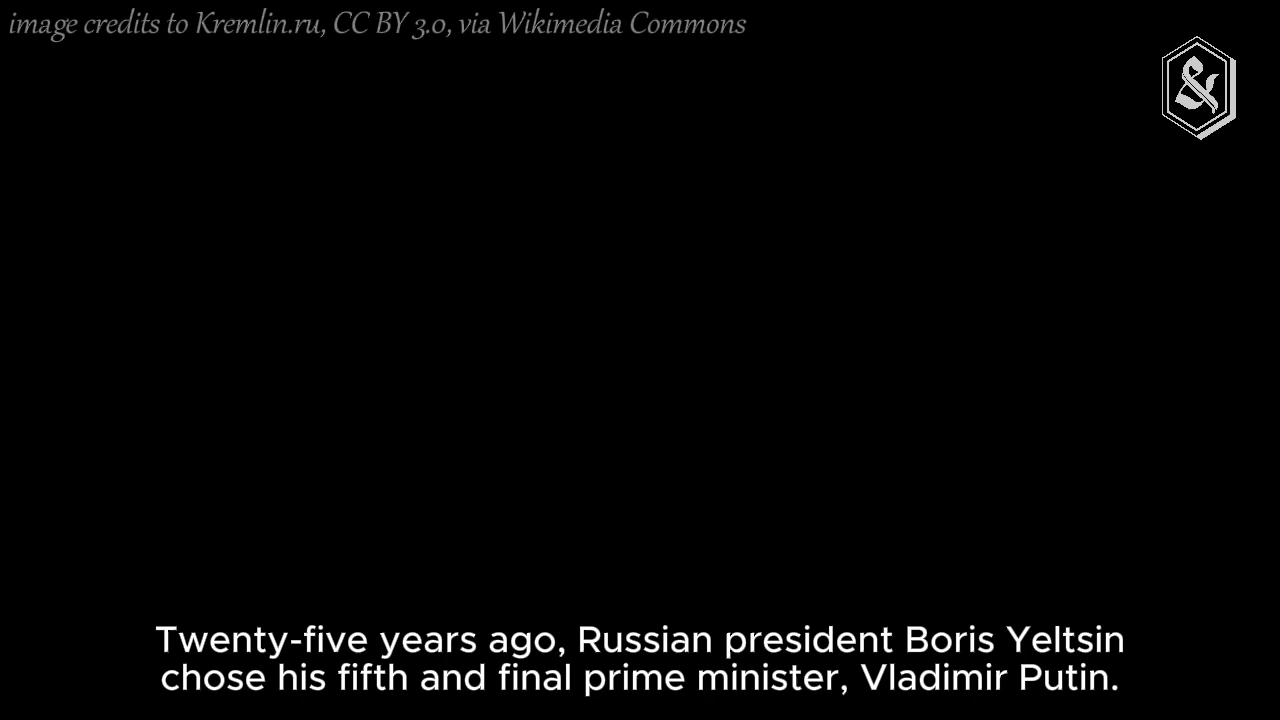 image credits to Kremlin.ru, CC BY 3.0, via Wikimedia Commons
&
Twenty-five years ago, Russian president Boris Yeltsin
chose his fifth and final prime minister, Vladimir Putin.